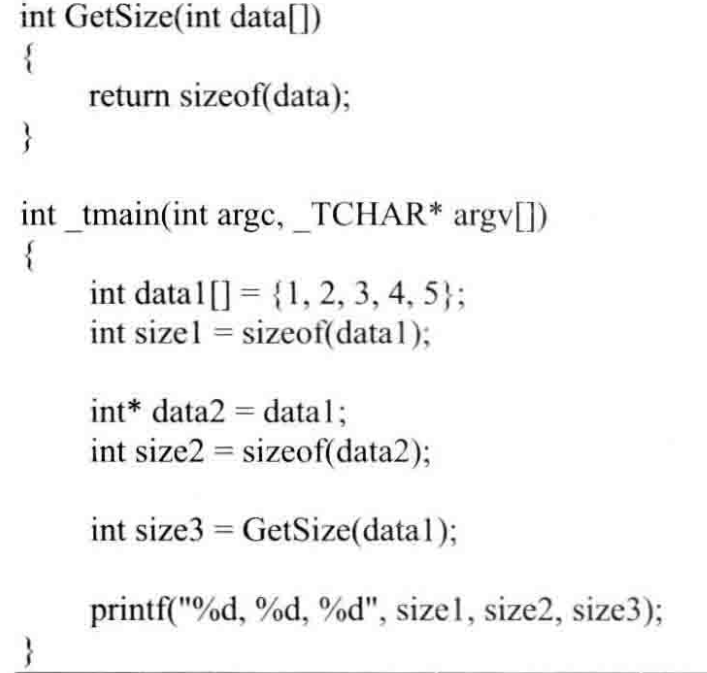 int GetSize(int data[])
{
return sizeof(data);
}
int _tmain(int argc, _TCHAR* argv[])
{
int data1[] = {1, 2, 3, 4, 5};
int size1 = sizeof(data1);
int* data2 = data1;
int size2 = sizeof(data2);
int size3 = GetSize(data1);
printf("%d, %d, %d", size1, size2, size3);
}